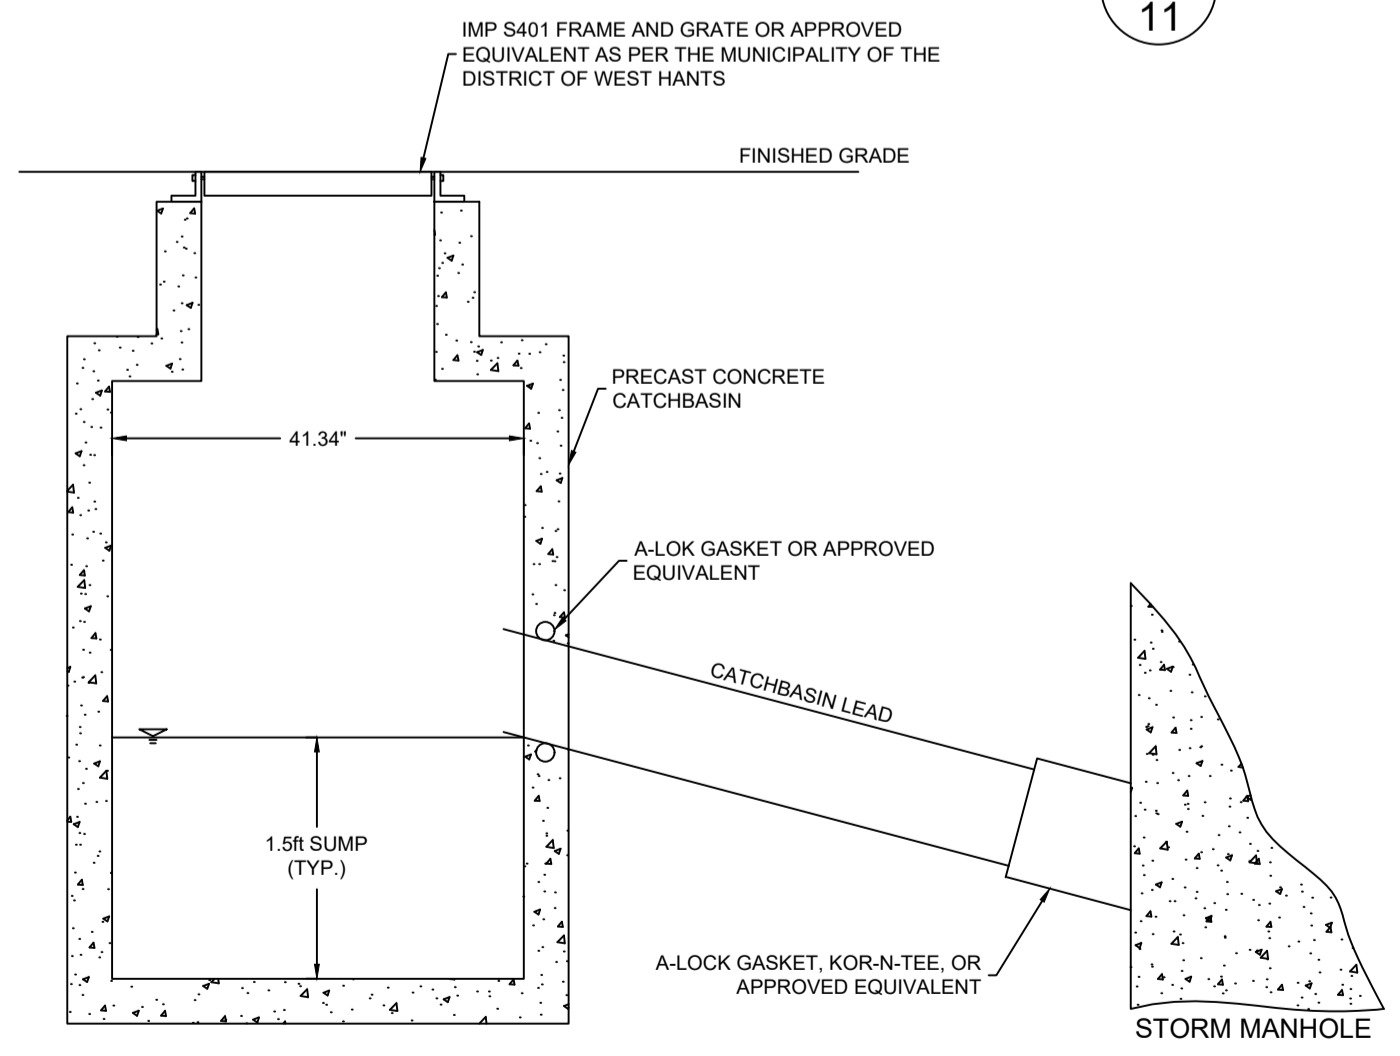 11
IMP S401 FRAME AND GRATE OR APPROVED
EQUIVALENT AS PER THE MUNICIPALITY OF THE
DISTRICT OF WEST HANTS
FINISHED GRADE
PRECAST CONCRETE
CATCHBASIN
41.34"
A-LOK GASKET OR APPROVED
EQUIVALENT
CATCHBASIN LEAD
1.5ft SUMP
(TYP.)
A-LOCK GASKET, KOR-N-TEE, OR
APPROVED EQUIVALENT
STORM MANHOLE